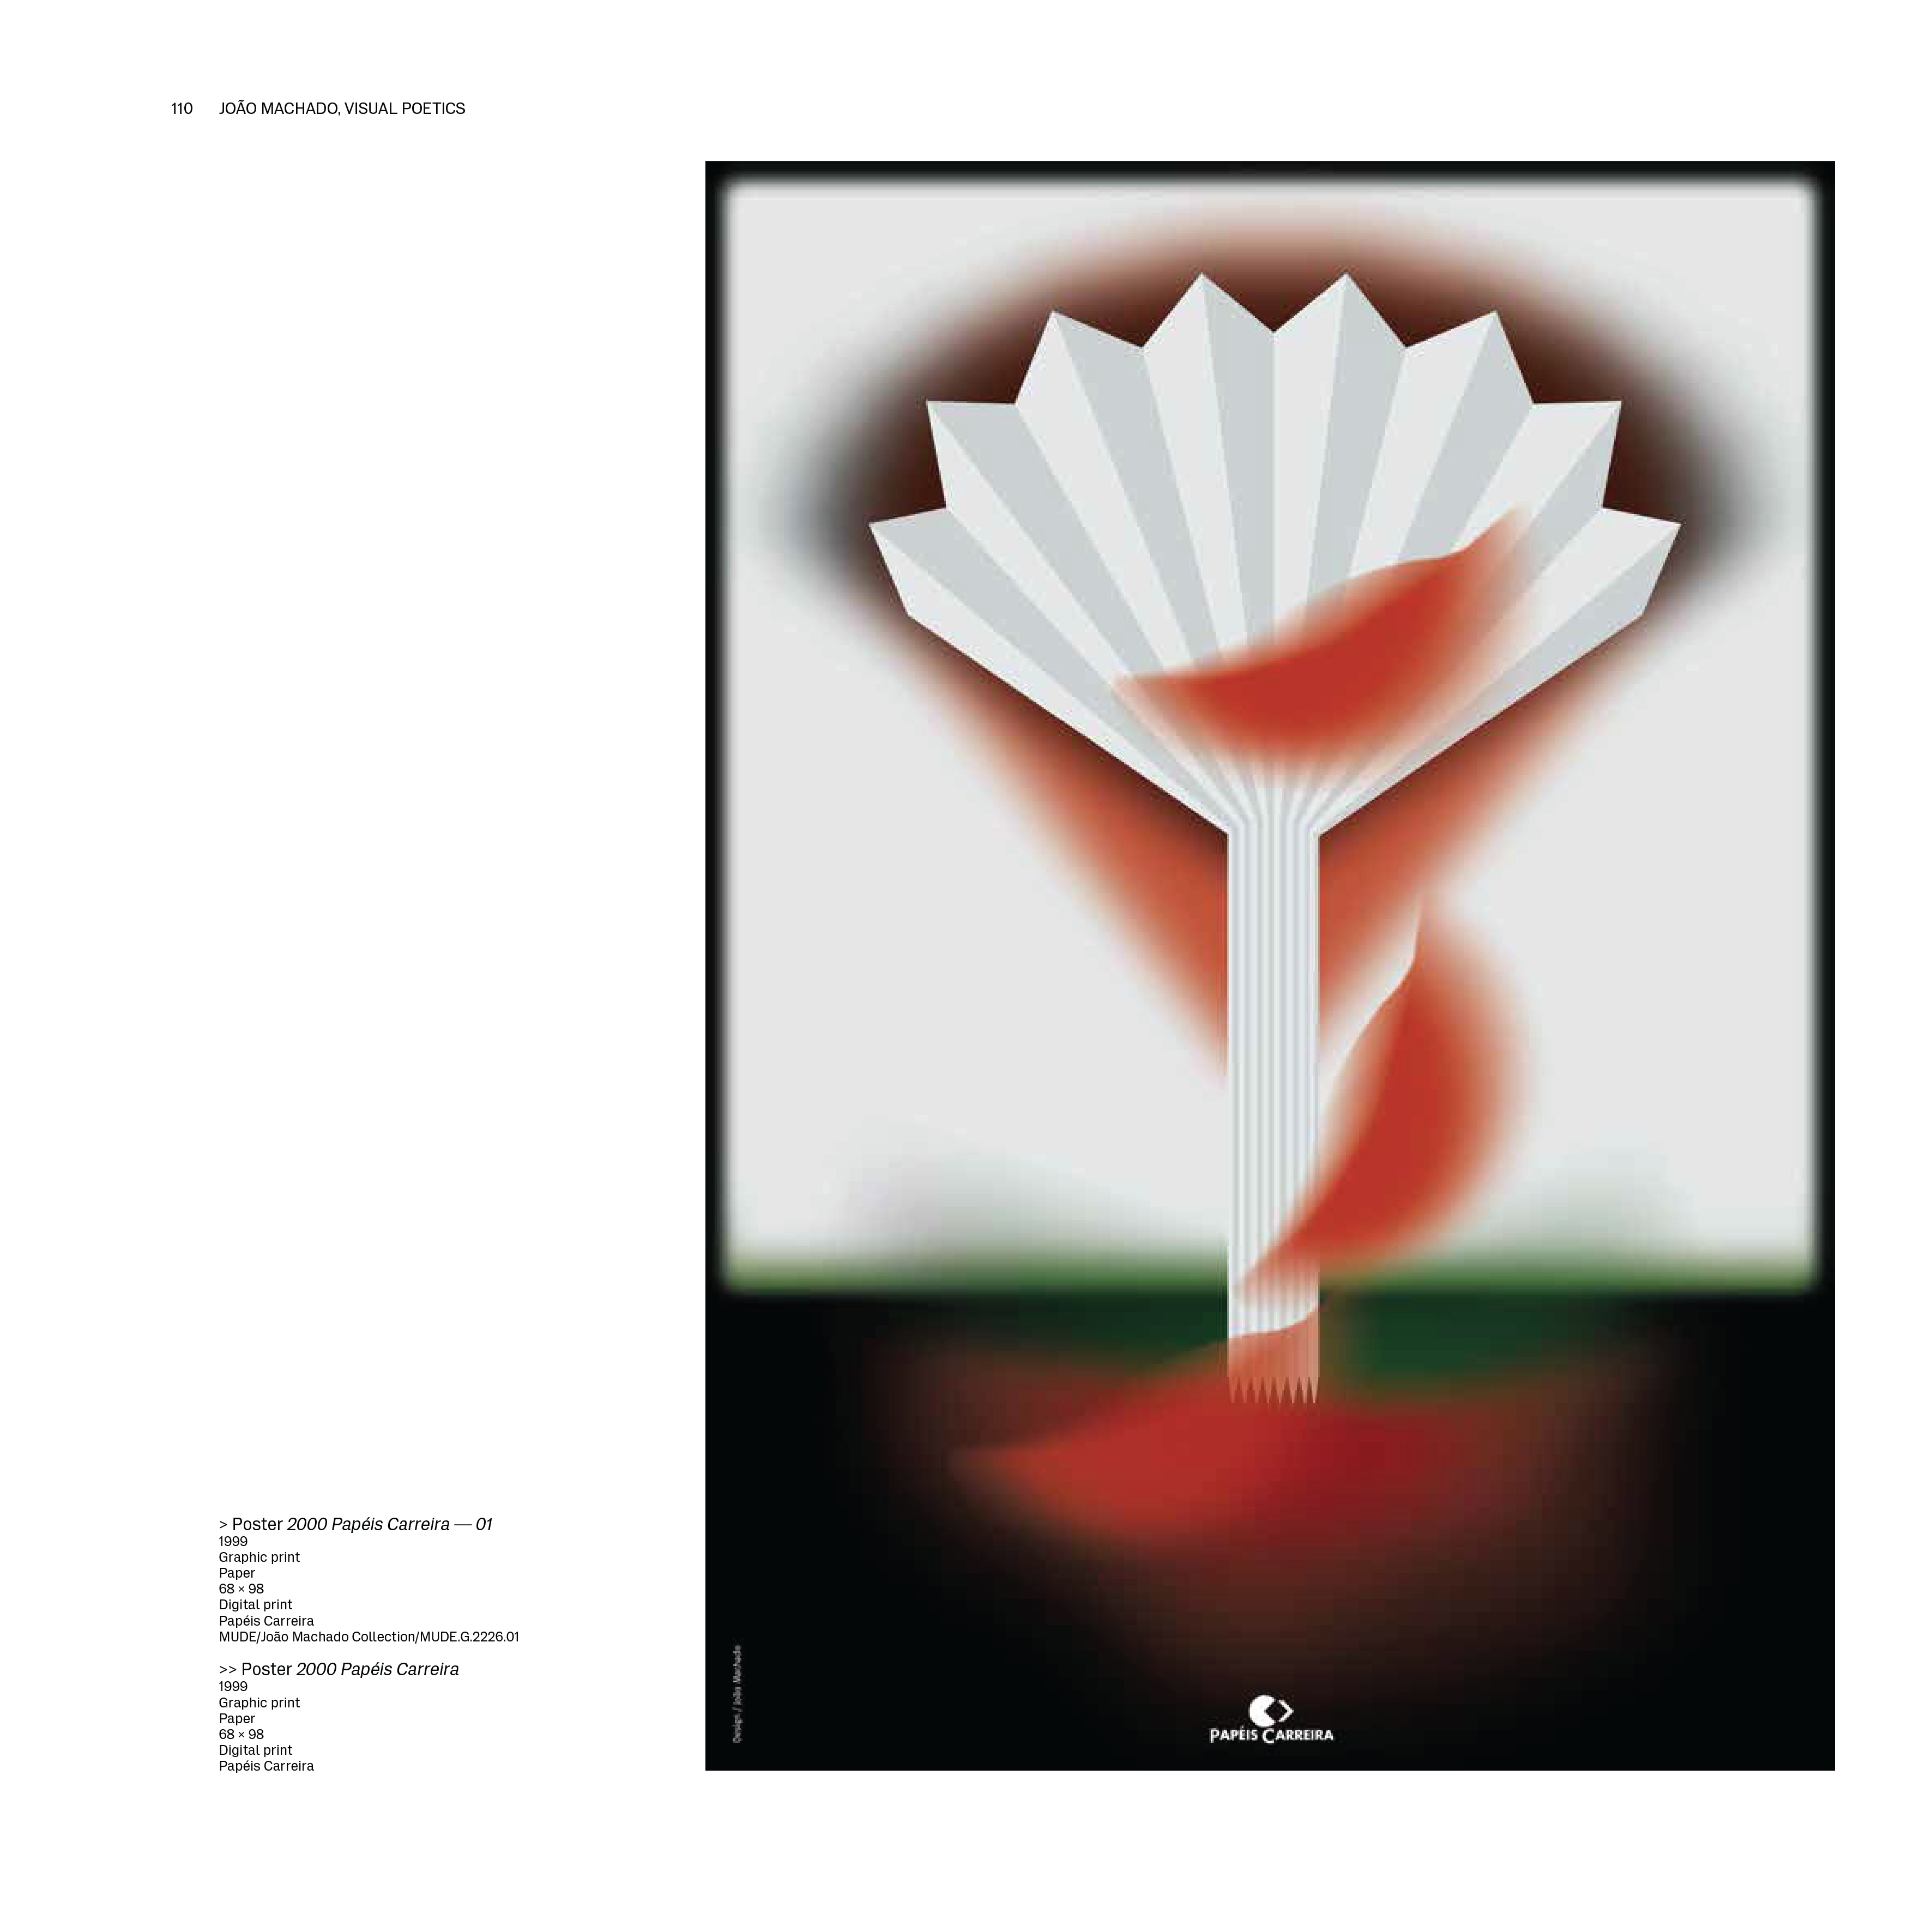 110 JOÃO MACHADO, VISUAL POETICS
> Poster 2000 Papéis Carreira — 01
1999
Graphic print
Paper
68 × 98
Digital print
Papéis Carreira
MUDE/João Machado Collection/MUDE.G.2226.01
>> Poster 2000 Papéis Carreira
1999
Graphic print
Paper
68 × 98
Digital print
Papéis Carreira
Design / João Machado
PAPÉIS CARREIRA